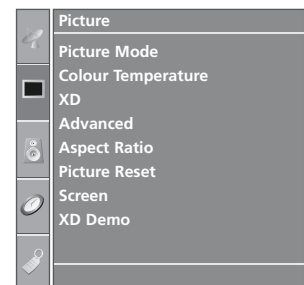 Picture
Picture Mode
Colour Temperature
XD
Advanced
Aspect Ratio
Picture Reset
Screen
XD Demo